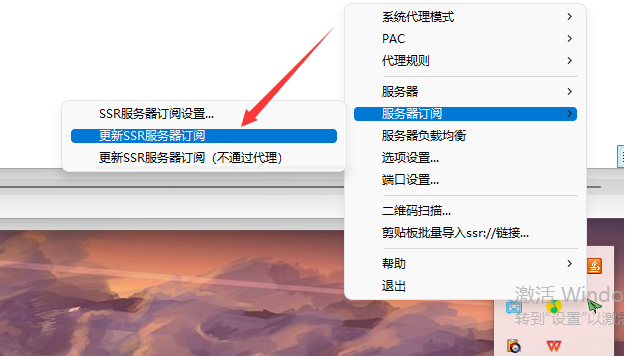 系统代理模式
PAC
代理规则
服务器
服务器订阅
服务器负载均衡
选项设置...
端口设置...
二维码扫描...
剪贴板批量导入ssr://链接...
帮助
退出
SSR服务器订阅设置...
更新SSR服务器订阅
更新SSR服务器订阅（不通过代理）
激活 Windo
转到"设置"以激